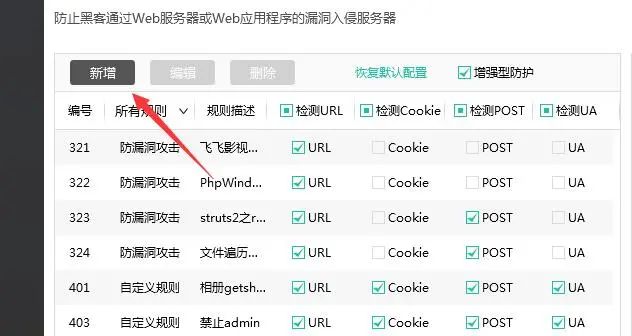 防止黑客通过Web服务器或Web应用程序的漏洞入侵服务器
新增 编辑 删除 恢复默认配置 增强型防护
编号 所有规则 规则描述 检测URL 检测Cookie 检测POST 检测UA
321 防漏洞攻击 飞飞影视... URL Cookie POST UA
322 防漏洞攻击 PhpWind... URL Cookie POST UA
323 防漏洞攻击 struts2之r... URL Cookie POST UA
324 防漏洞攻击 文件遍历... URL Cookie POST UA
401 自定义规则 相册getsh... URL Cookie POST UA
403 自定义规则 禁止admin URL Cookie POST UA